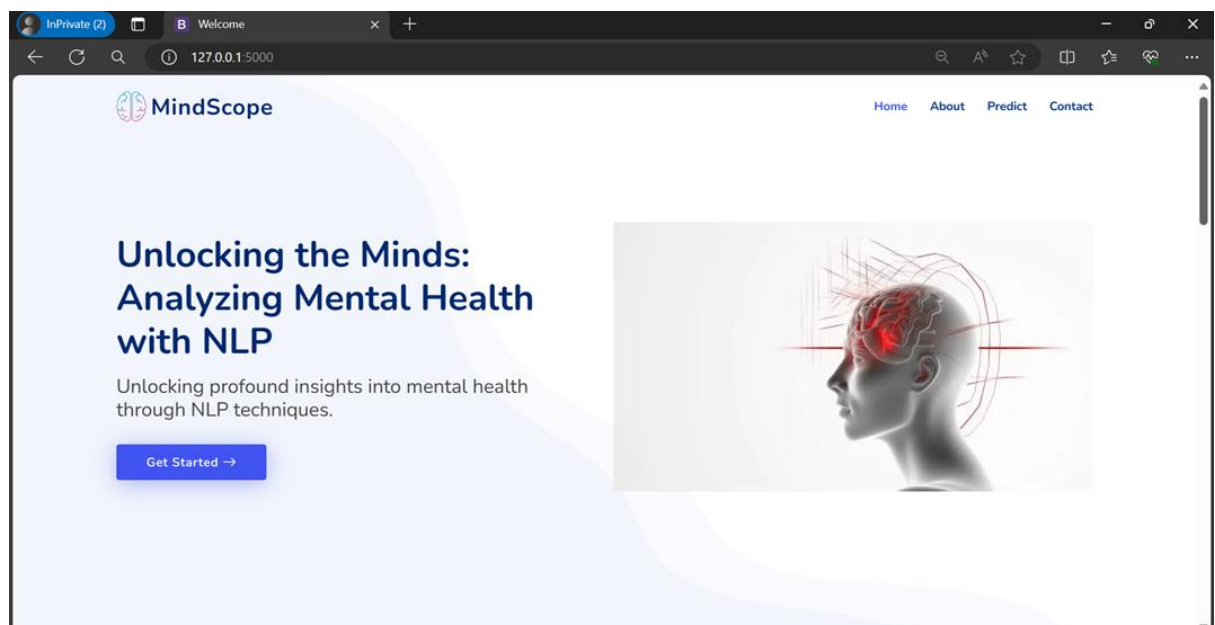 InPrivate (2)
B Welcome
127.0.0.1:5000
MindScope
Home About Predict Contact
Unlocking the Minds:
Analyzing Mental Health
with NLP
Unlocking profound insights into mental health
through NLP techniques.
Get Started →